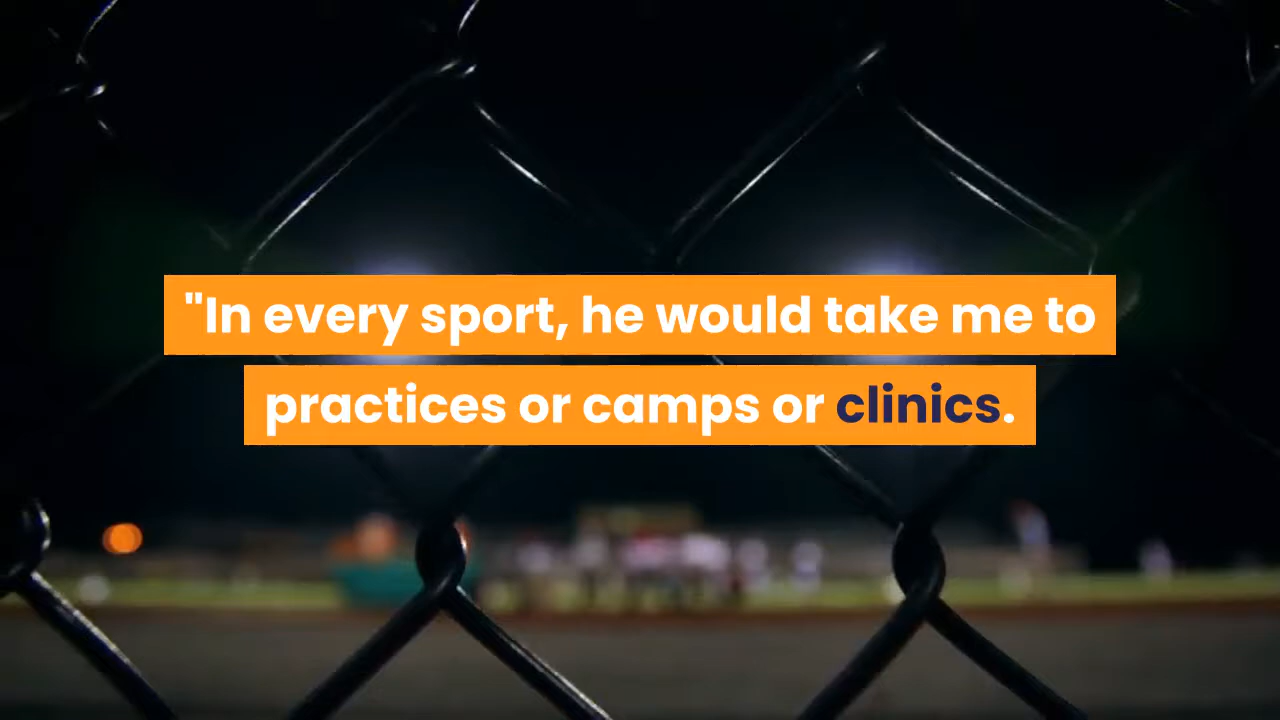 "In every sport, he would take me to
practices or camps or clinics.